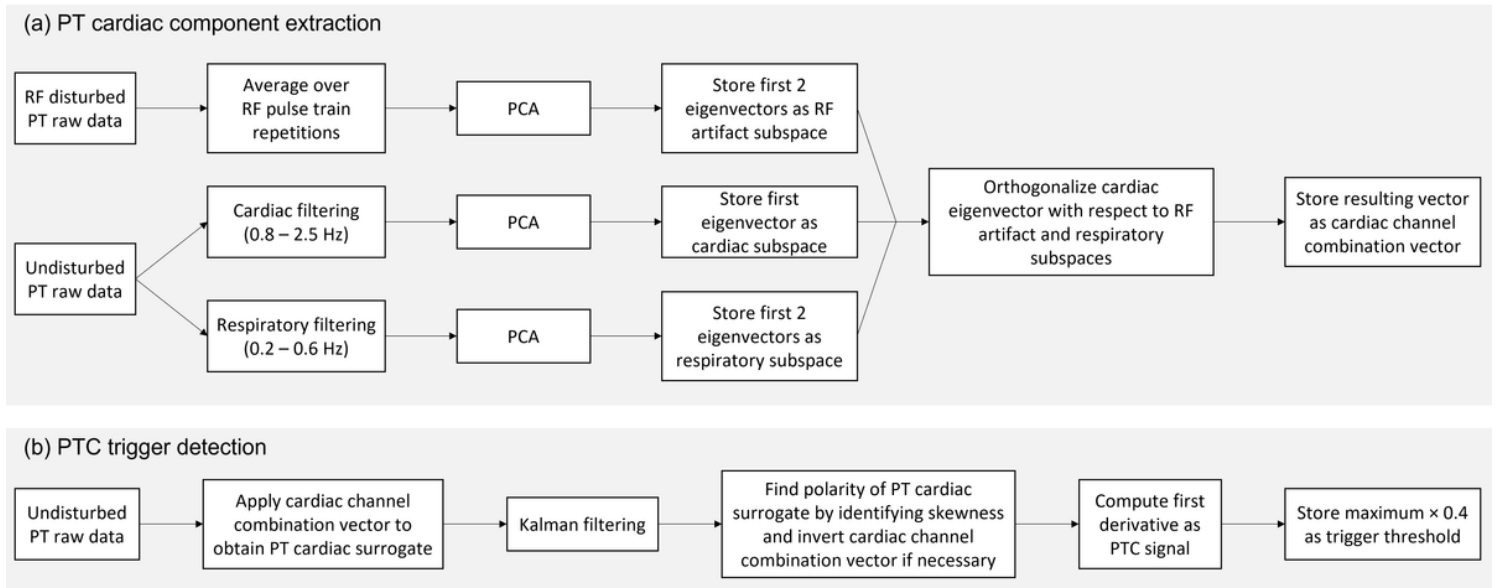 (a) PT cardiac component extraction
RF disturbed
PT raw data
Average over
RF pulse train
repetitions
PCA
Store first 2
eigenvectors as RF
artifact subspace
Undisturbed
PT raw data
Cardiac filtering
(0.8 – 2.5 Hz)
PCA
Store first
eigenvector as
cardiac subspace
Respiratory filtering
(0.2 – 0.6 Hz)
PCA
Store first 2
eigenvectors as
respiratory subspace
Orthogonalize cardiac
eigenvector with respect to RF
artifact and respiratory
subspaces
Store resulting vector
as cardiac channel
combination vector
(b) PTC trigger detection
Undisturbed
PT raw data
Apply cardiac channel
combination vector to
obtain PT cardiac surrogate
Kalman filtering
Find polarity of PT cardiac
surrogate by identifying skewness
and invert cardiac channel
combination vector if necessary
Compute first
derivative as
PTC signal
Store maximum × 0.4
as trigger threshold